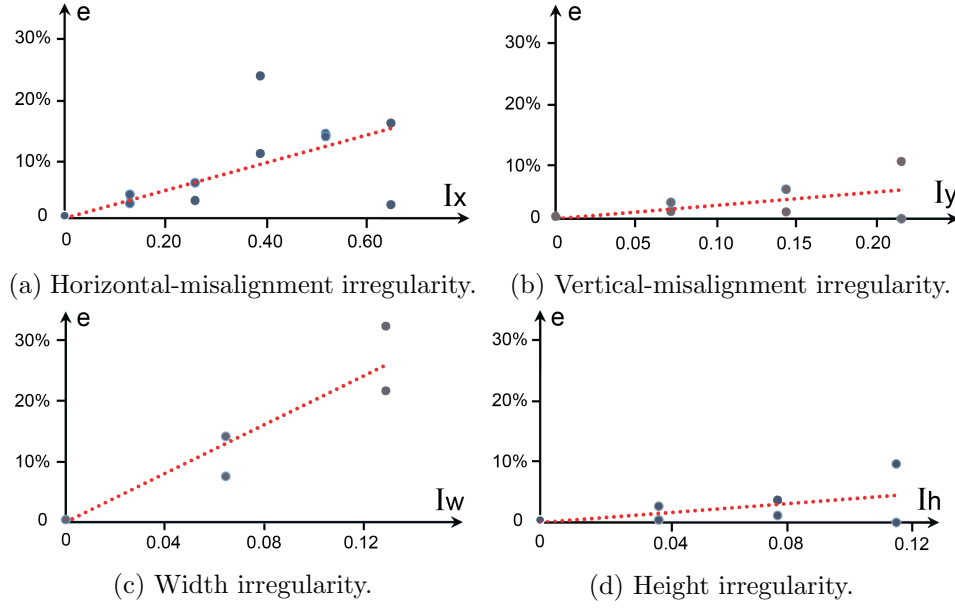 e
30%
20%
10%
0
Ix
0
0.20
0.40
0.60
(a) Horizontal-misalignment irregularity.
e
30%
20%
10%
0
Iy
0
0.05
0.10
0.15
0.20
(b) Vertical-misalignment irregularity.
e
30%
20%
10%
0
Iw
0
0.04
0.08
0.12
(c) Width irregularity.
e
30%
20%
10%
0
Ih
0
0.04
0.08
0.12
(d) Height irregularity.